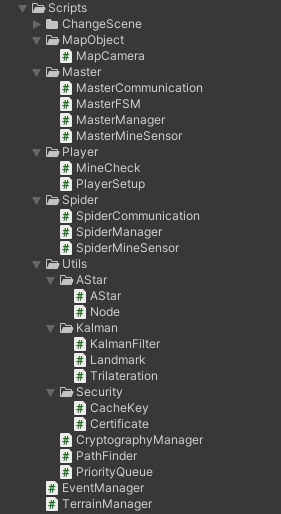 Scripts
ChangeScene
MapObject
MapCamera
Master
MasterCommunication
MasterFSM
MasterManager
MasterMineSensor
Player
MineCheck
PlayerSetup
Spider
SpiderCommunication
SpiderManager
SpiderMineSensor
Utils
AStar
AStar
Node
Kalman
KalmanFilter
Landmark
Trilateration
Security
CacheKey
Certificate
CryptographyManager
PathFinder
PriorityQueue
EventManager
TerrainManager